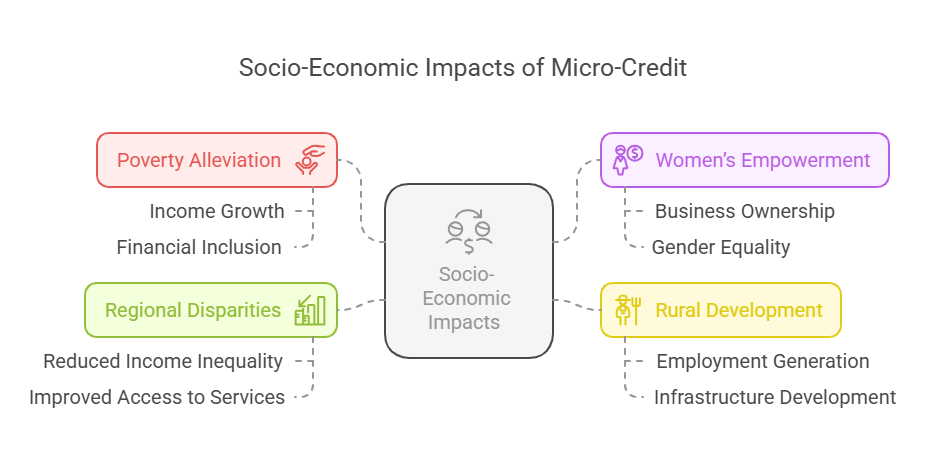 Socio-Economic Impacts of Micro-Credit
Poverty Alleviation
Income Growth
Financial Inclusion
Regional Disparities
Reduced Income Inequality
Improved Access to Services
Socio-
Economic
Impacts
Women's Empowerment
Business Ownership
Gender Equality
Rural Development
Employment Generation
Infrastructure Development